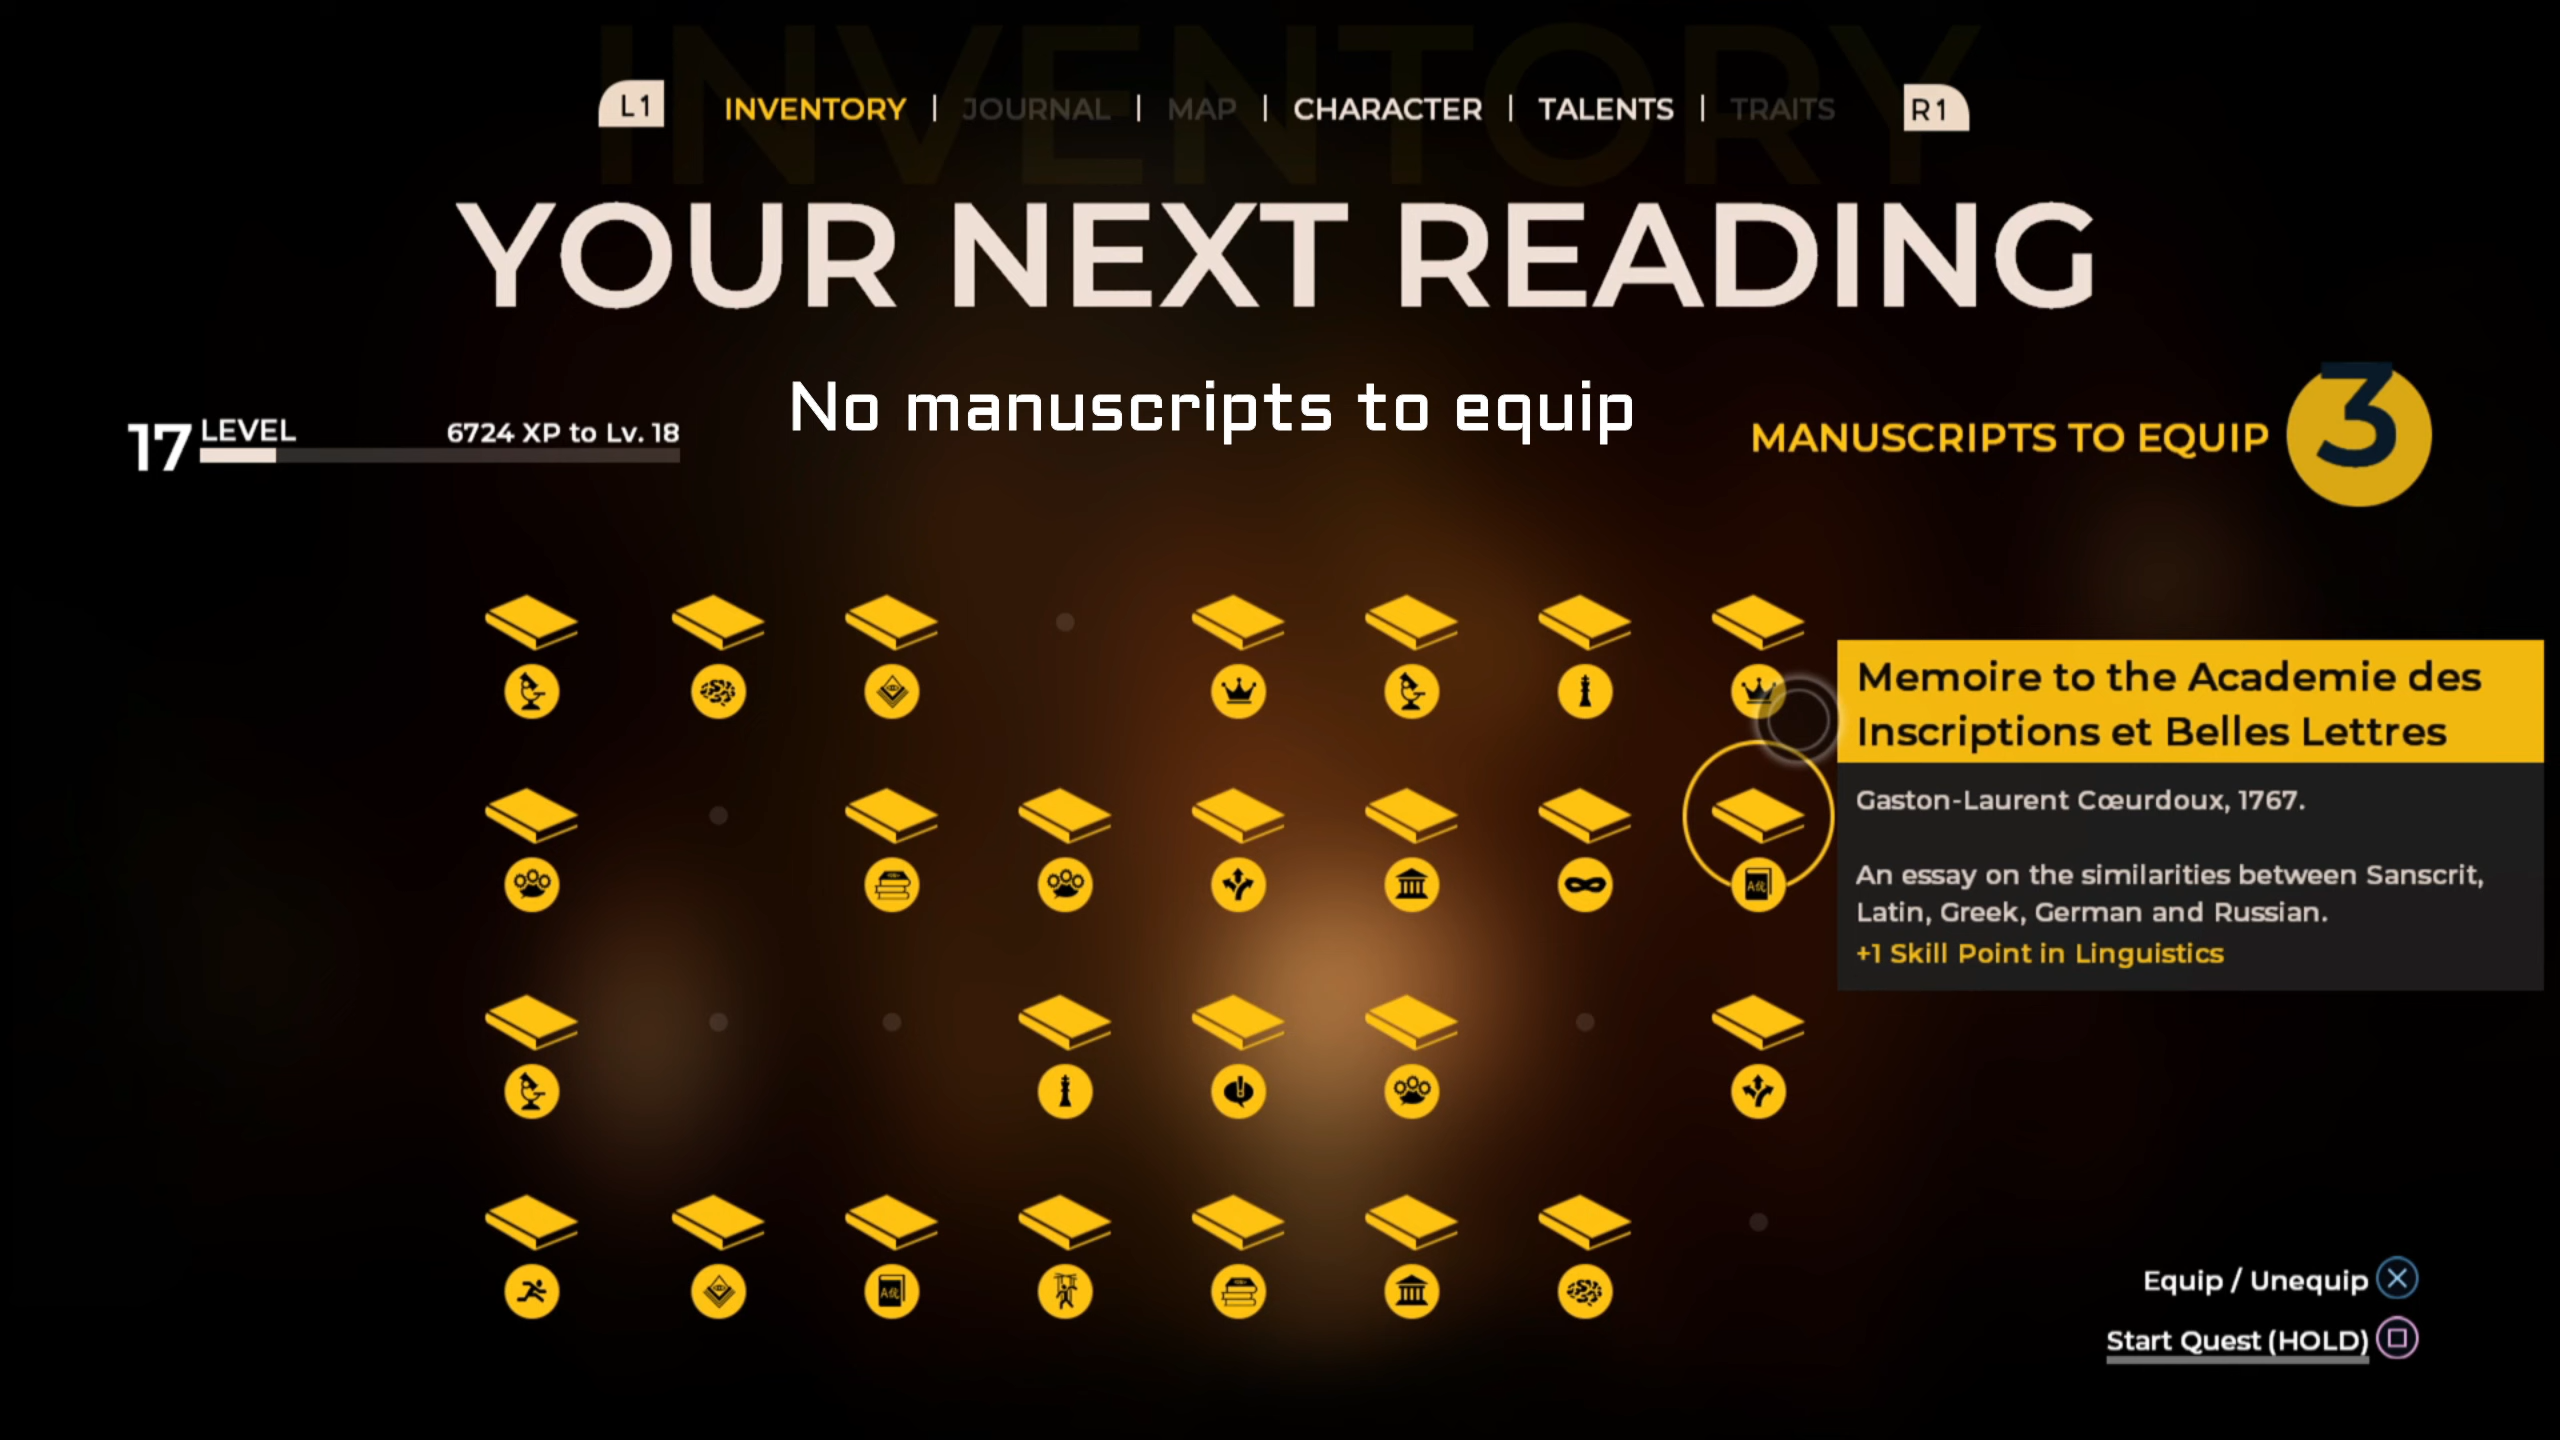 INVENTORY
L1 INVENTORY | JOURNAL | MAP | CHARACTER | TALENTS | TRAITS R1
YOUR NEXT READING
No manuscripts to equip
17 LEVEL 6724 XP to Lv. 18
MANUSCRIPTS TO EQUIP 3
Memoire to the Academie des
Inscriptions et Belles Lettres
Gaston-Laurent Cœurdoux, 1767.
An essay on the similarities between Sanscrit,
Latin, Greek, German and Russian.
+1 Skill Point in Linguistics
Equip / Unequip
Start Quest (HOLD)